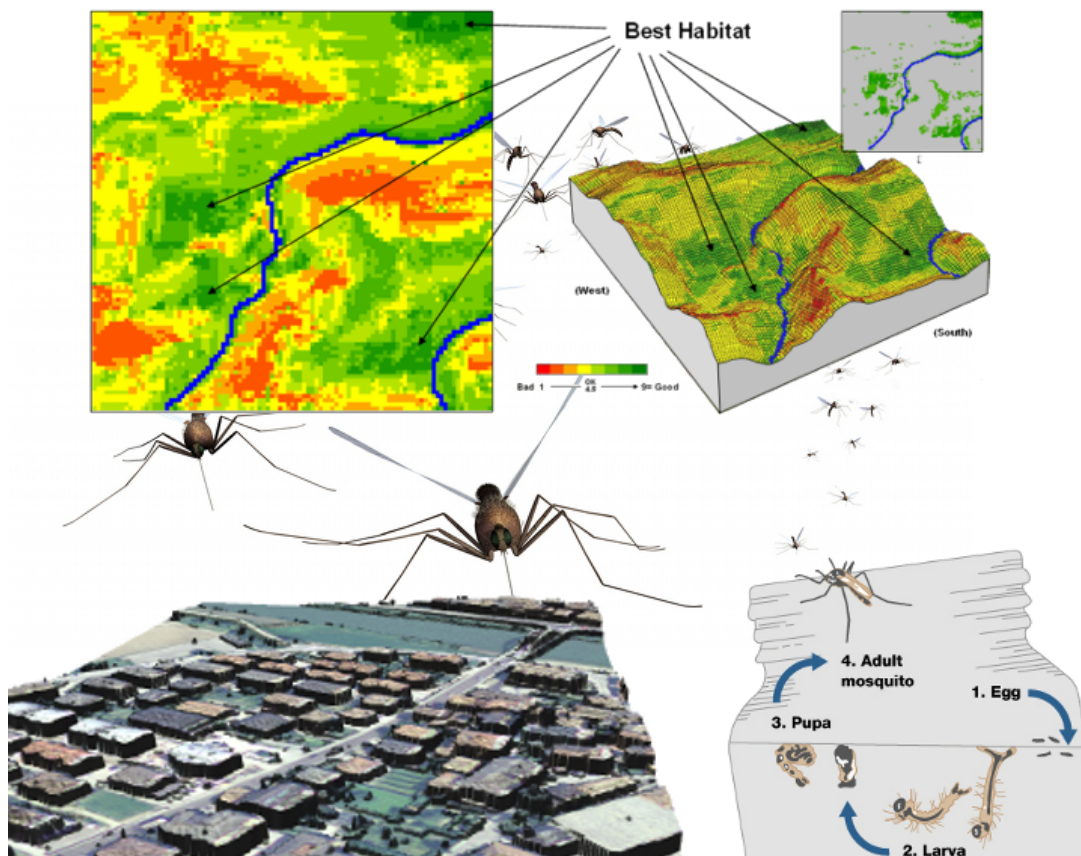 Best Habitat
(West)
(South)
OK
Bad 1
4.5
9= Good
4. Adult
mosquito
1. Egg
3. Pupa
2. Larva